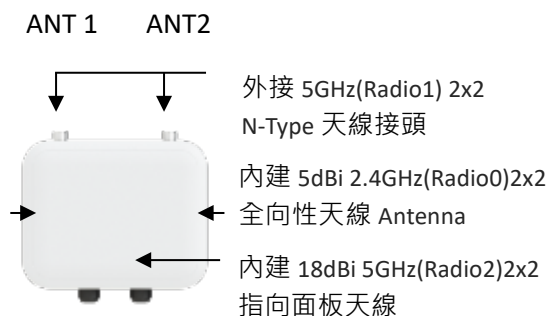 ANT 1 ANT2
外接 5GHz(Radio1) 2x2
N-Type 天線接頭
內建 5dBi 2.4GHz(Radio0)2x2
全向性天線 Antenna
內建 18dBi 5GHz(Radio2)2x2
指向面板天線